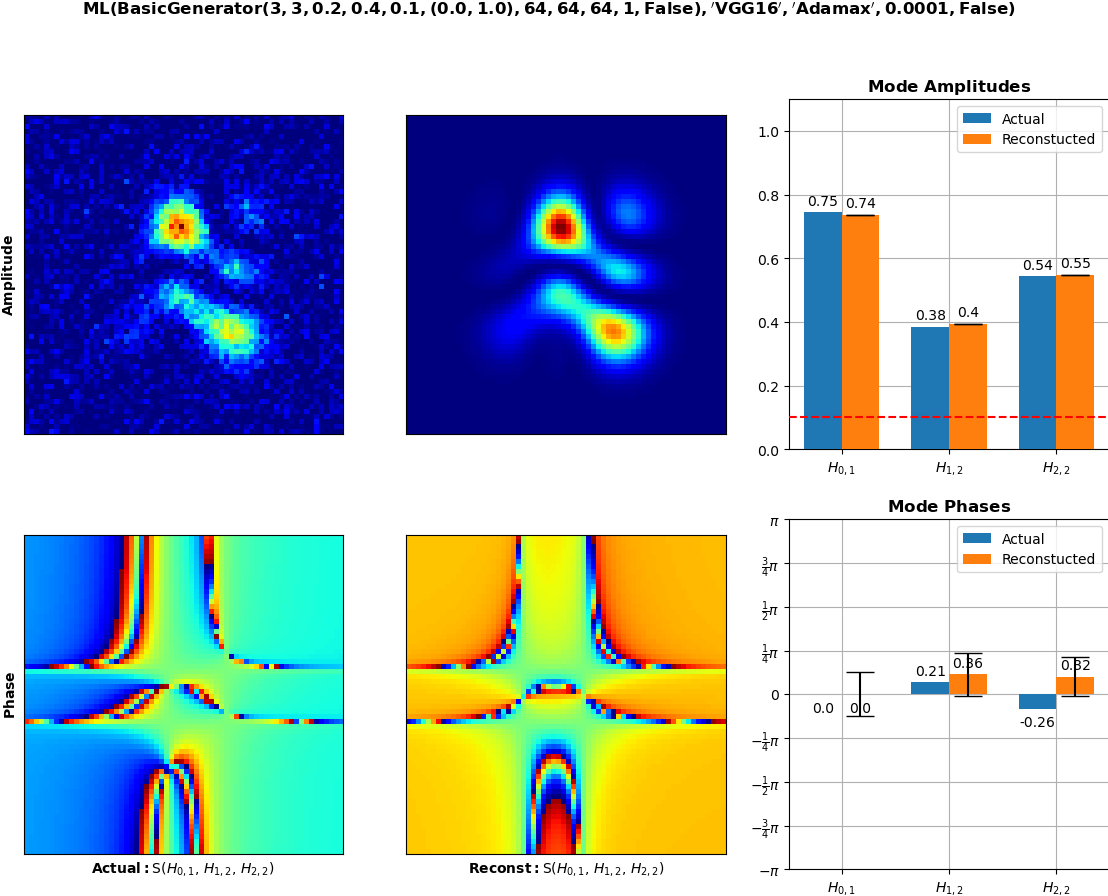 ML(BasicGenerator(3, 3, 0.2, 0.4, 0.1, (0.0, 1.0), 64, 64, 64, 1, False), ′VGG16′, ′Adamax′, 0.0001, False)
Amplitude
Mode Amplitudes
Actual
Reconstucted
1.0
0.8
0.6
0.4
0.2
0.0
0.75
0.74
0.38
0.4
0.54
0.55
H0, 1
H1, 2
H2, 2
Phase
Actual: S(H0, 1, H1, 2, H2, 2)
Reconst: S(H0, 1, H1, 2, H2, 2)
Mode Phases
Actual
Reconstucted
π
3/4π
1/2π
1/4π
0
−1/4π
−1/2π
−3/4π
−π
0.0
0.0
0.21
0.36
-0.26
0.32
H0, 1
H1, 2
H2, 2